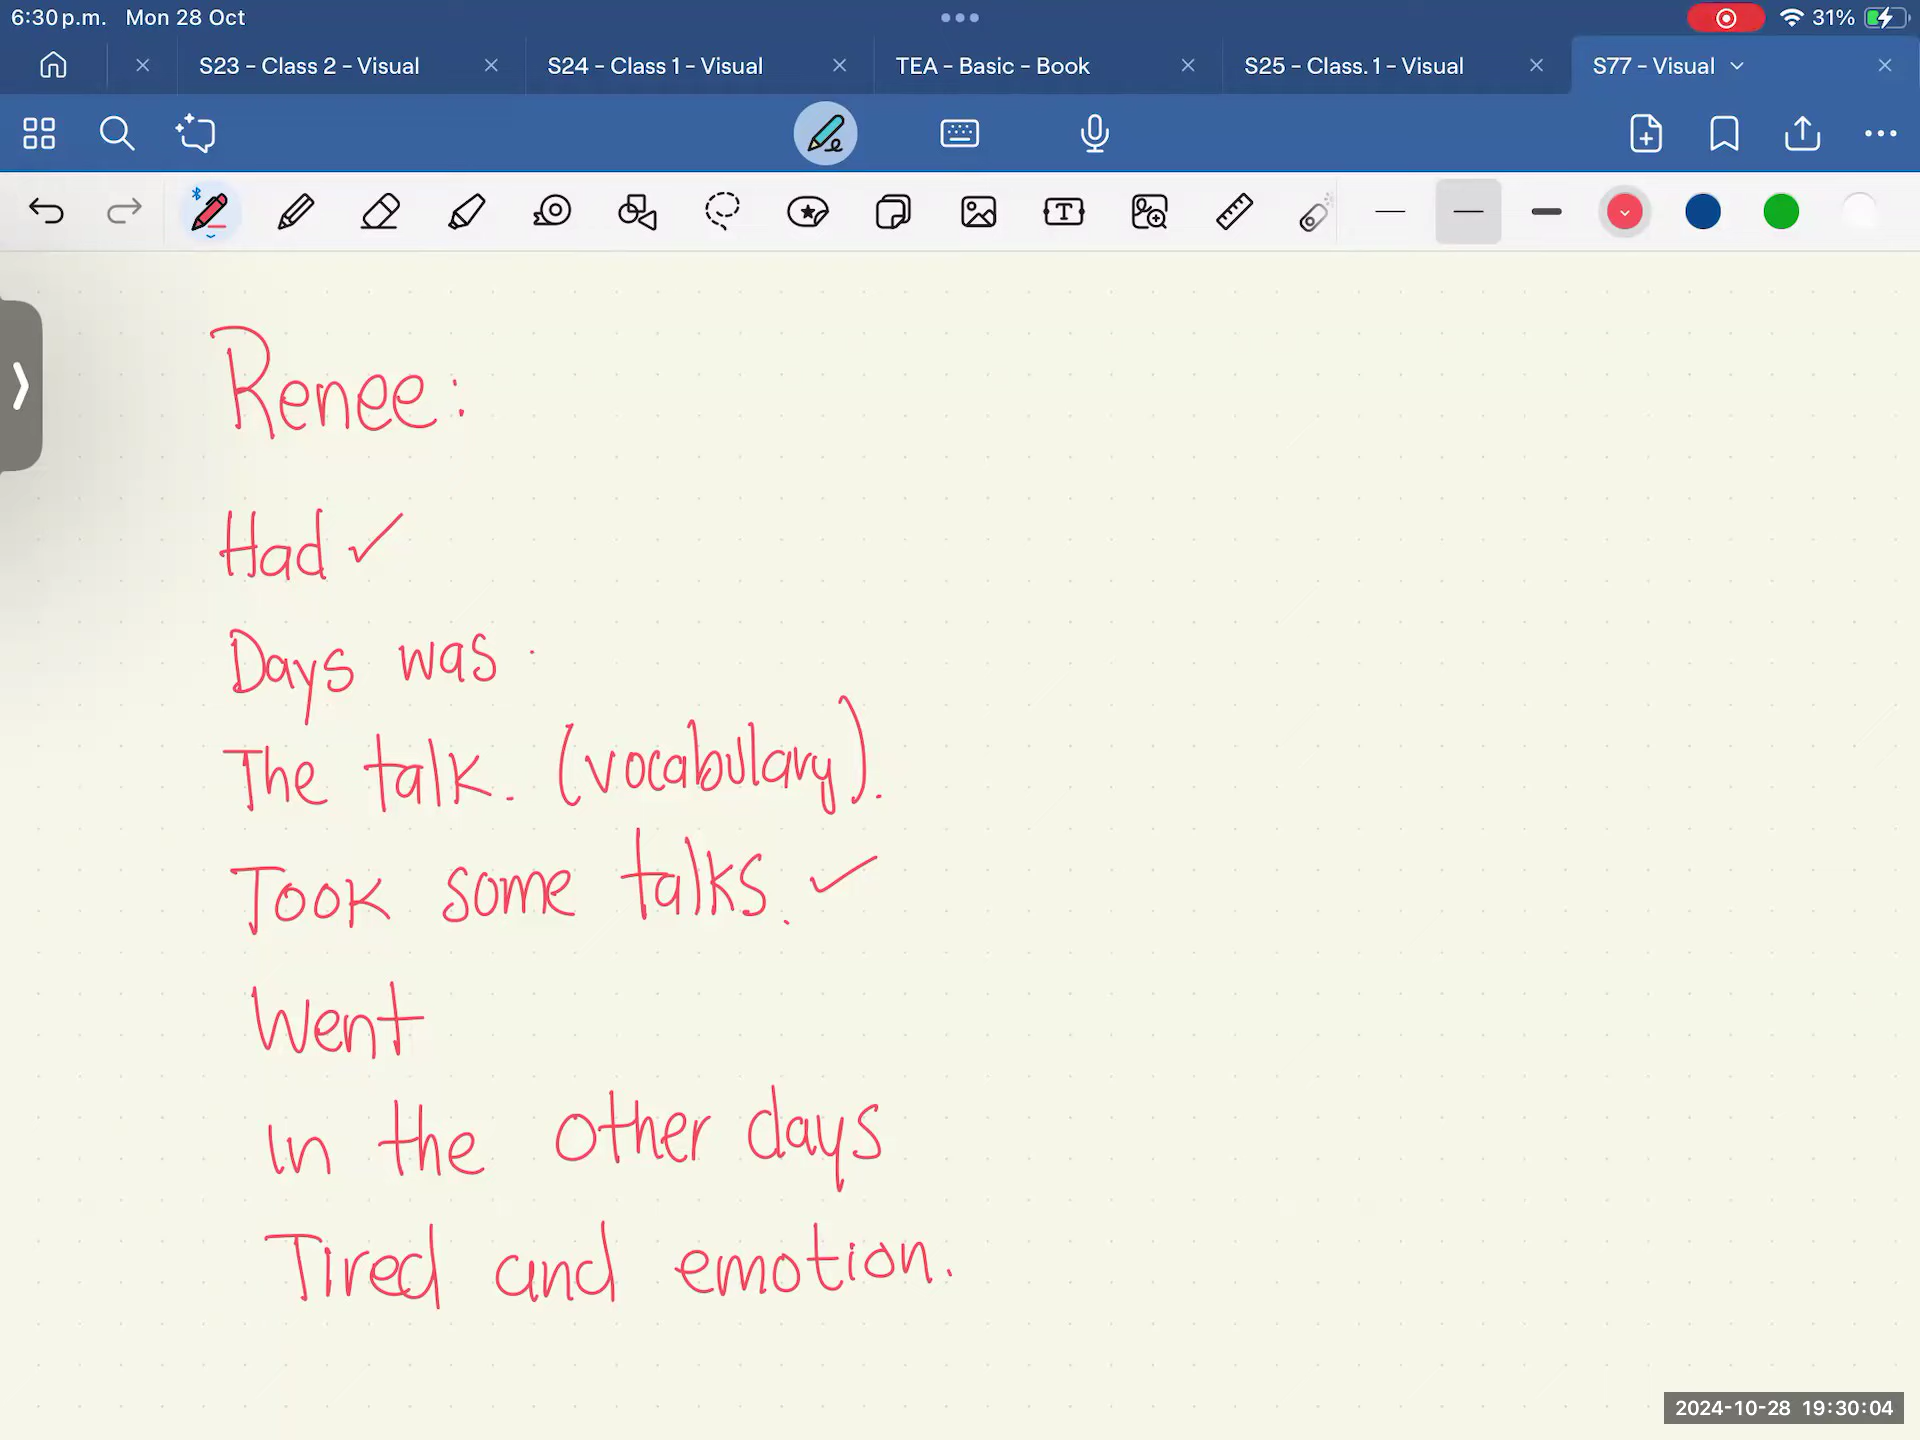 6:30 p.m. Mon 28 Oct
31%
S23 – Class 2 – Visual
S24 – Class 1 – Visual
TEA – Basic – Book
S25 – Class. 1 – Visual
S77 – Visual
Renee:
Had ✓
Days was .
The talk. (vocabulary).
Took some talks. ✓
Went
In the other days
Tired and emotion.
2024-10-28 19:30:04